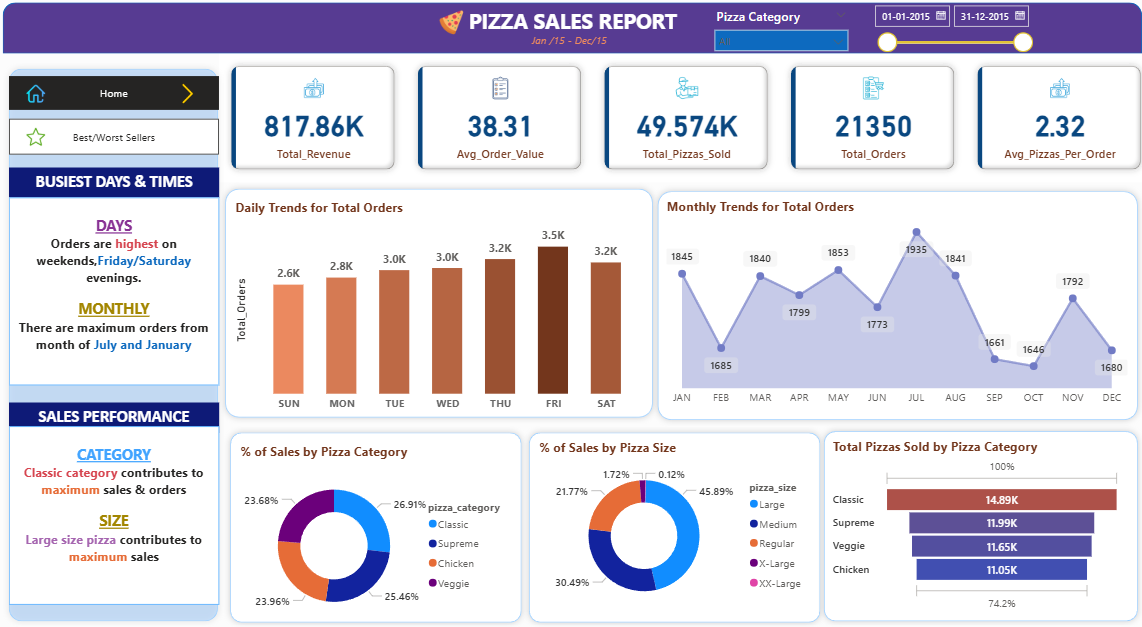 PIZZA SALES REPORT
Jan /15 - Dec/15
Pizza Category
All
01-01-2015
31-12-2015
Home
Best/Worst Sellers
BUSIEST DAYS & TIMES
DAYS
Orders are highest on
weekends,Friday/Saturday
evenings.
MONTHLY
There are maximum orders from
month of July and January
SALES PERFORMANCE
CATEGORY
Classic category contributes to
maximum sales & orders
SIZE
Large size pizza contributes to
maximum sales
817.86K
Total_Revenue
38.31
Avg_Order_Value
49.574K
Total_Pizzas_Sold
21350
Total_Orders
2.32
Avg_Pizzas_Per_Order
Daily Trends for Total Orders
Total_Orders
2.6K
2.8K
3.0K
3.0K
3.2K
3.5K
3.2K
SUN
MON
TUE
WED
THU
FRI
SAT
Monthly Trends for Total Orders
1845
1685
1840
1799
1853
1773
1935
1841
1661
1646
1792
1680
JAN
FEB
MAR
APR
MAY
JUN
JUL
AUG
SEP
OCT
NOV
DEC
% of Sales by Pizza Category
23.68%
26.91%
23.96%
25.46%
pizza_category
Classic
Supreme
Chicken
Veggie
% of Sales by Pizza Size
1.72%
0.12%
21.77%
45.89%
30.49%
pizza_size
Large
Medium
Regular
X-Large
XX-Large
Total Pizzas Sold by Pizza Category
100%
Classic 14.89K
Supreme 11.99K
Veggie 11.65K
Chicken 11.05K
74.2%